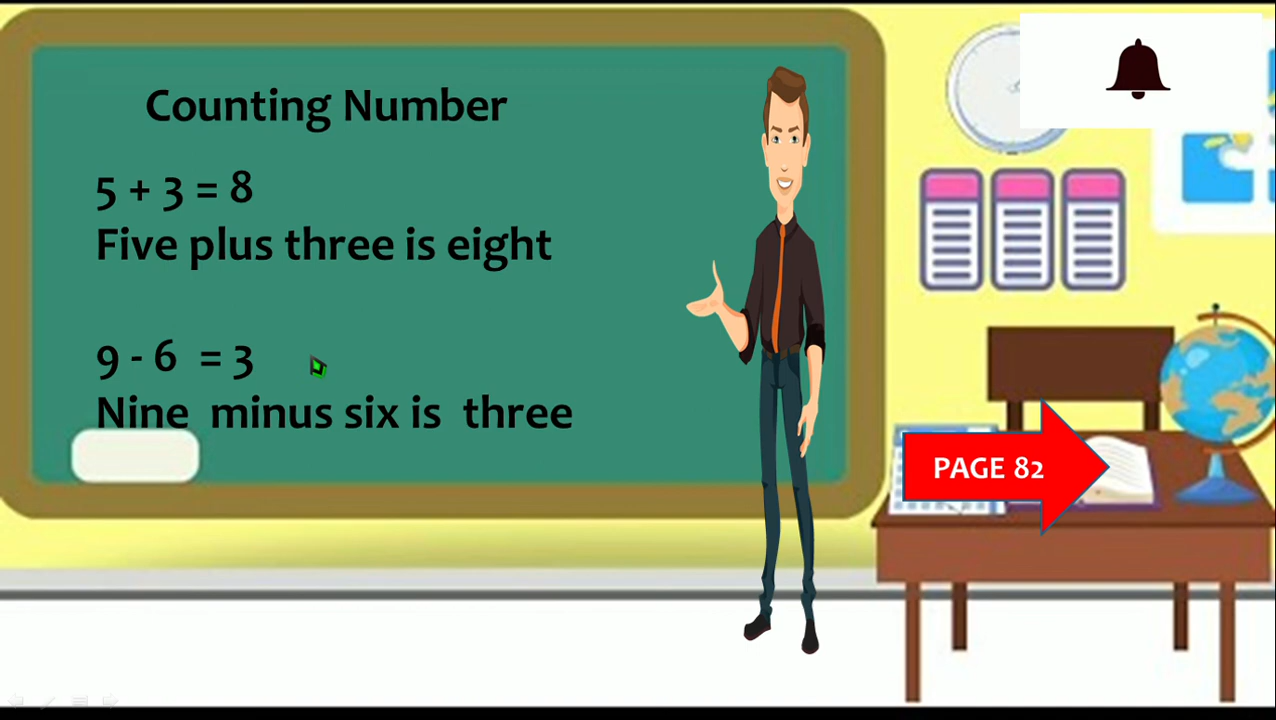 Counting Number
5 + 3 = 8
Five plus three is eight
9 - 6 = 3
Nine minus six is three
PAGE 82